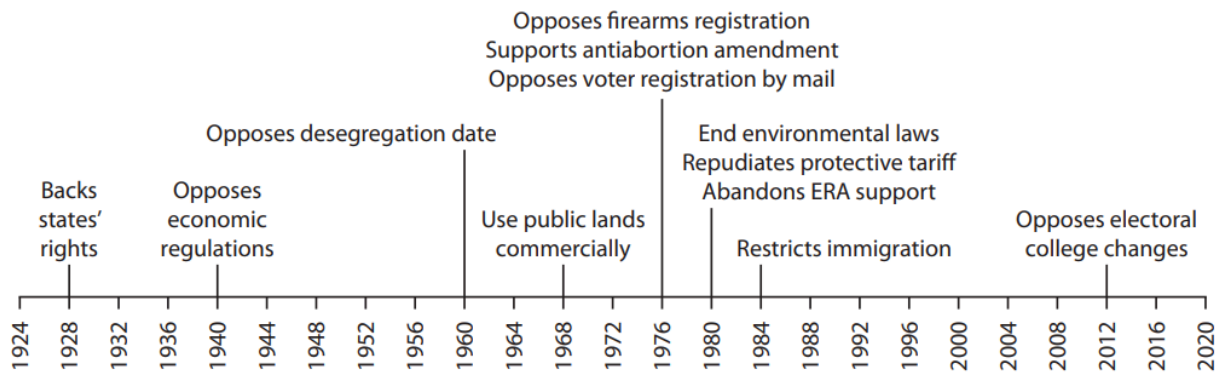 Opposes firearms registration
Supports antiabortion amendment
Opposes voter registration by mail
Opposes desegregation date
End environmental laws
Repudiates protective tariff
Abandons ERA support
Backs
states’
rights
Opposes
economic
regulations
Use public lands
commercially
Restricts immigration
Opposes electoral
college changes
1924
1928
1932
1936
1940
1944
1948
1952
1956
1960
1964
1968
1972
1976
1980
1984
1988
1992
1996
2000
2004
2008
2012
2016
2020